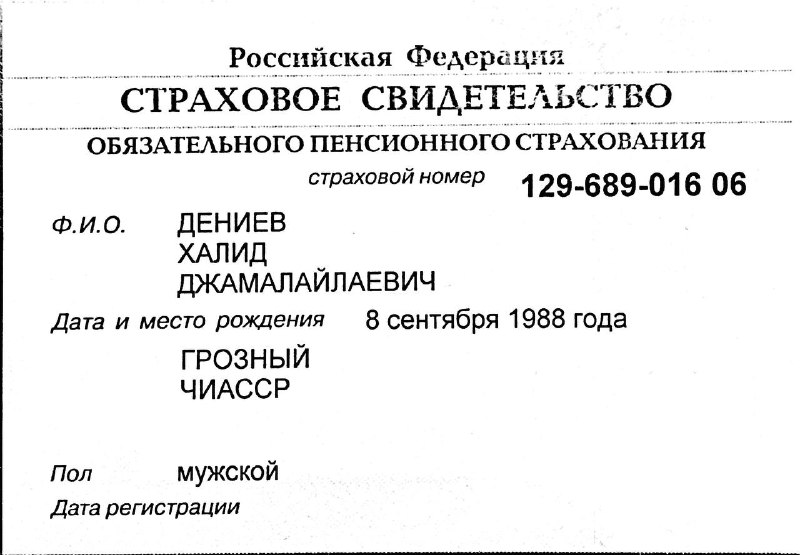 Российская Федерация
СТРАХОВОЕ СВИДЕТЕЛЬСТВО
ОБЯЗАТЕЛЬНОГО ПЕНСИОННОГО СТРАХОВАНИЯ
страховой номер 129-689-016 06
Ф.И.О. ДЕНИЕВ
ХАЛИД
ДЖАМАЛАЙЛАЕВИЧ
Дата и место рождения 8 сентября 1988 года
ГРОЗНЫЙ
ЧИАССР
Пол мужской
Дата регистрации